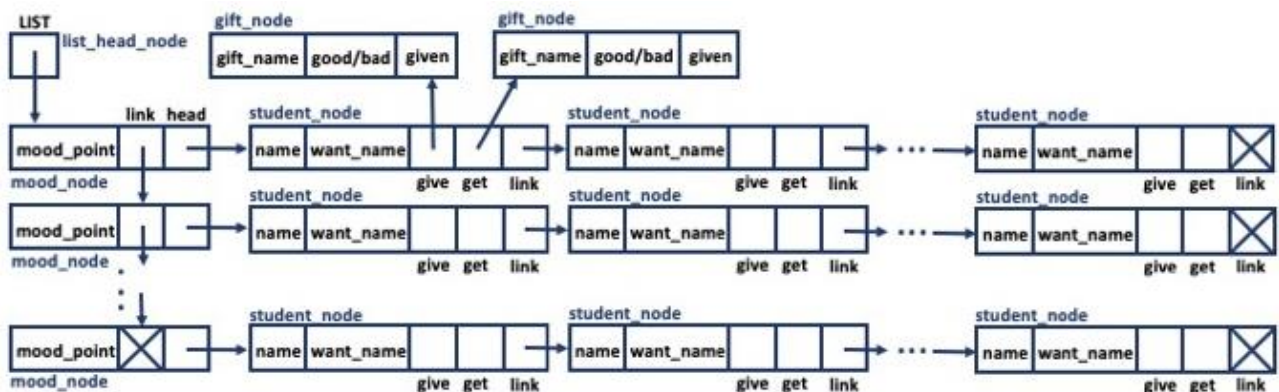 LIST
list_head_node
gift_node
gift_name good/bad given
gift_node
gift_name good/bad given
link head
mood_point
mood_node
student_node
name want_name
give get link
student_node
name want_name
give get link
...
student_node
name want_name
give get link
mood_point
mood_node
student_node
name want_name
give get link
student_node
name want_name
give get link
...
student_node
name want_name
give get link
mood_point
mood_node
student_node
name want_name
give get link
student_node
name want_name
give get link
...
student_node
name want_name
give get link